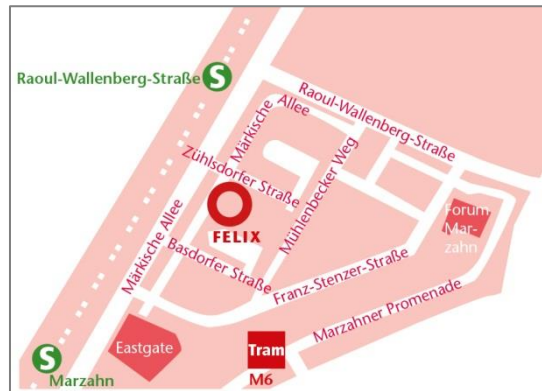 Raoul-Wallenberg-Straße
S
Raoul-Wallenberg-Straße
Märkische
Allee
Zühlsdorfer Straße
Mühlenbecker Weg
FELIX
Forum
Mar-
zahn
Märkische Allee
Basdorfer Straße
Franz-Stenzer-Straße
Marzahner Promenade
Eastgate
Tram
M6
S
Marzahn